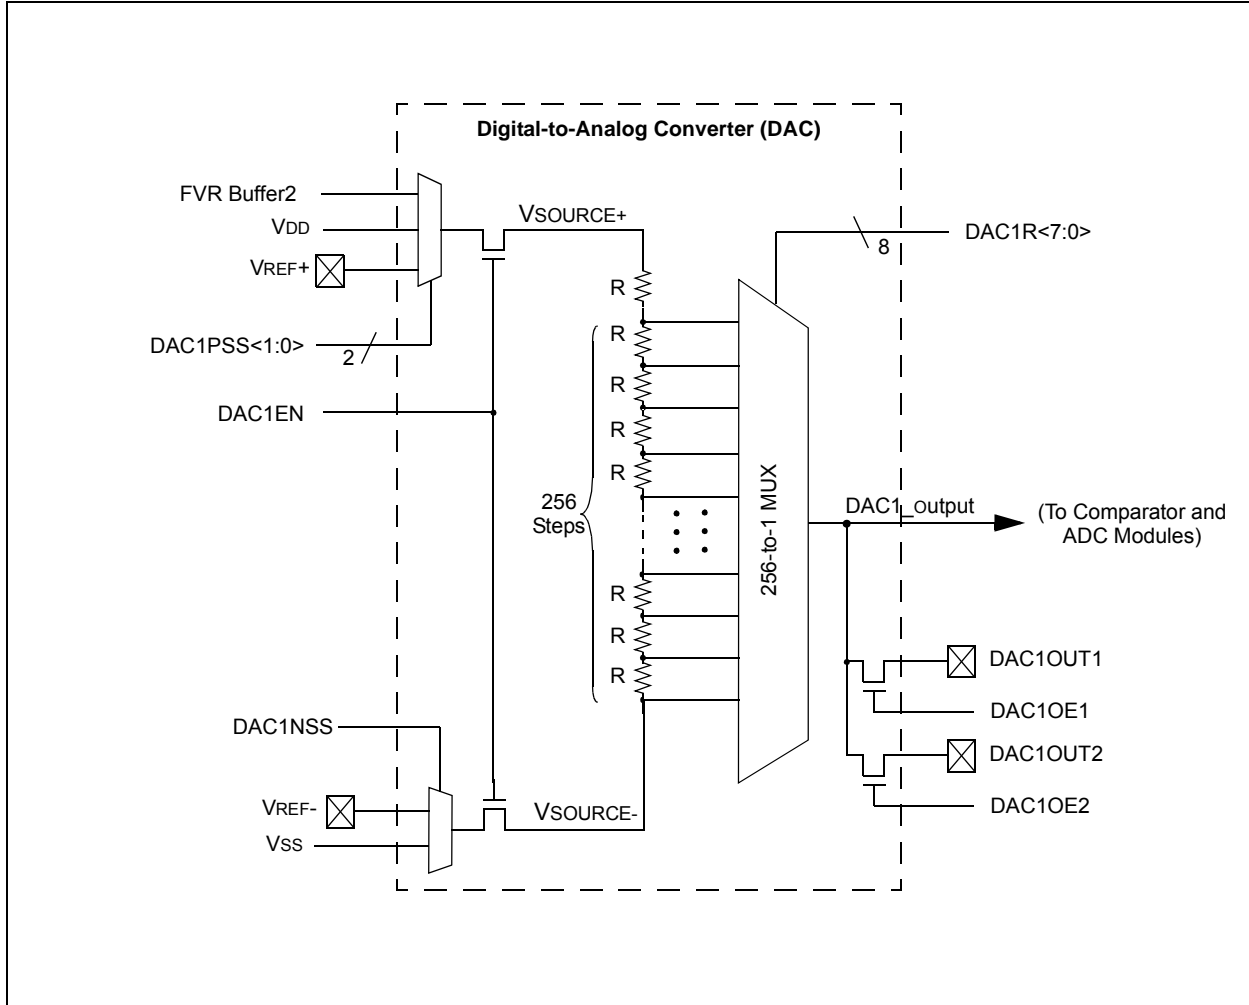 Digital-to-Analog Converter (DAC)
FVR Buffer2
VDD
VREF+
DAC1PSS<1:0>
2
DAC1EN
VSOURCE+
8
DAC1R<7:0>
R
R
R
R
R
256
Steps
R
R
R
256-to-1 MUX
DAC1_output
(To Comparator and
ADC Modules)
DAC1OUT1
DAC1OE1
DAC1OUT2
DAC1OE2
DAC1NSS
VREF-
VSS
VSOURCE-